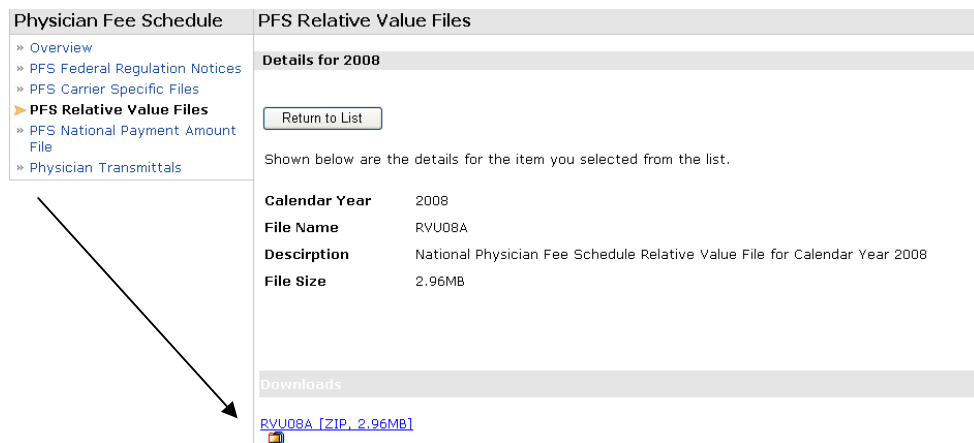 Physician Fee Schedule
» Overview
» PFS Federal Regulation Notices
» PFS Carrier Specific Files
PFS Relative Value Files
» PFS National Payment Amount
File
» Physician Transmittals
PFS Relative Value Files
Details for 2008
Return to List
Shown below are the details for the item you selected from the list.
Calendar Year 2008
File Name RVU08A
Descirption National Physician Fee Schedule Relative Value File for Calendar Year 2008
File Size 2.96MB
Downloads
RVU08A [ZIP, 2.96MB]